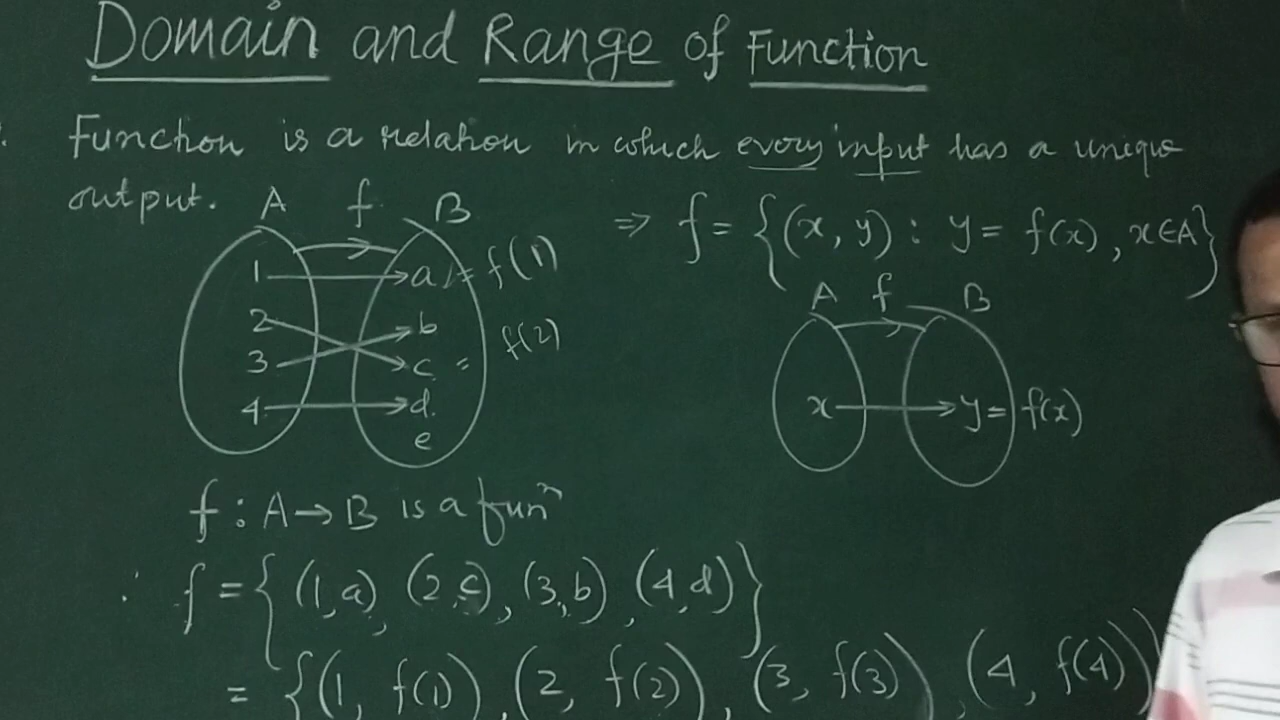 Domain and Range of Function
Function is a relation in which every input has a unique
output.
A f B
1 a = f(1)
2 b
3 c = f(2)
4 d
e
⇒ f = {(x, y) : y = f(x), x∈A}
A f B
x y = f(x)
f : A→B is a funⁿ
∴ f = {(1,a), (2,c), (3,b), (4,d)}
= {(1, f(1)), (2, f(2)), (3, f(3)), (4, f(4))